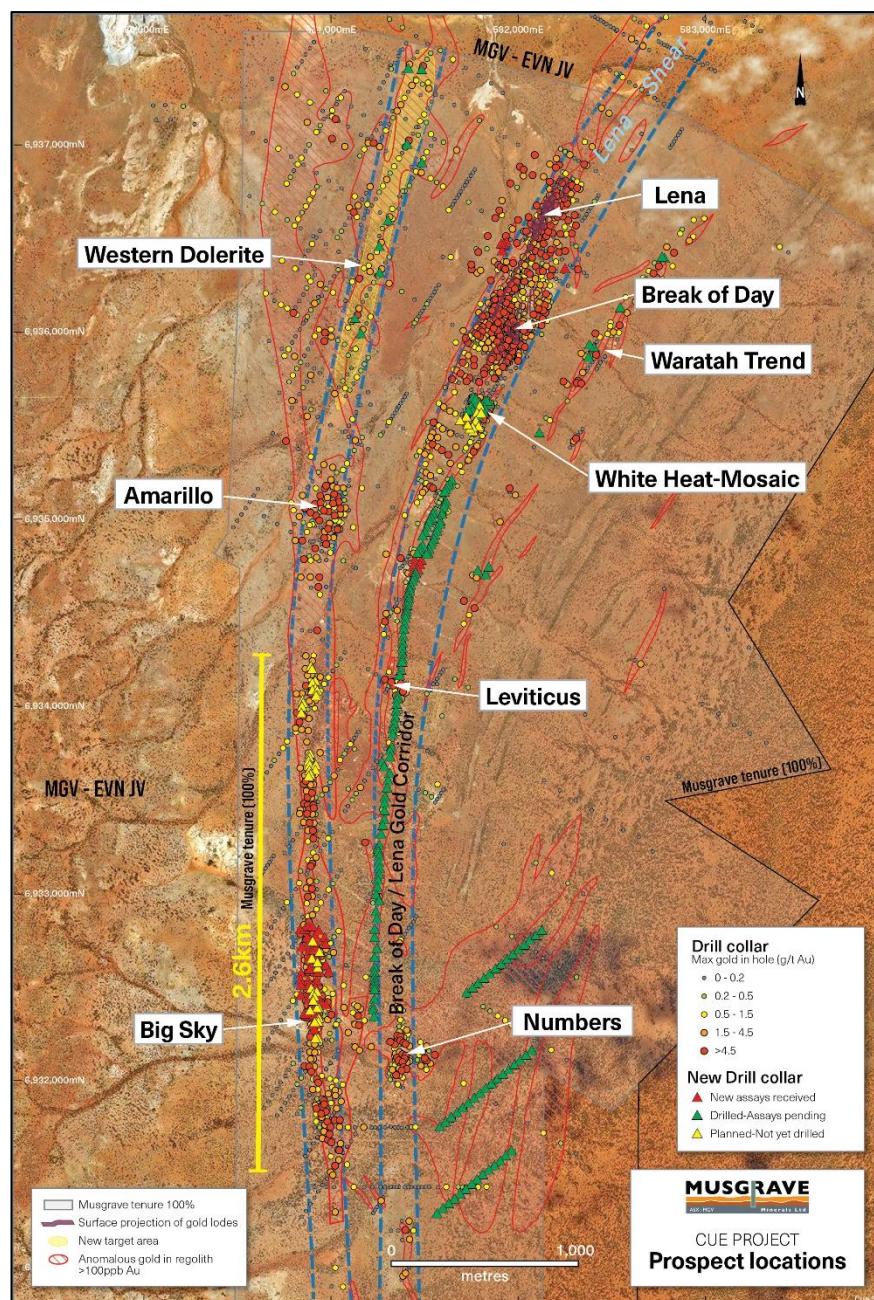 581,000mE
582,000mE
583,000mE
MGV - EVN JV
Lena Shear
N
6,937,000mN
Lena
Western Dolerite
Break of Day
6,936,000mN
Waratah Trend
White Heat-Mosaic
Amarillo
6,935,000mN
Leviticus
6,934,000mN
MGV - EVN JV
Musgrave tenure (100%)
Musgrave tenure (100%)
2.6km
Break of Day / Lena Gold Corridor
6,933,000mN
Big Sky
Numbers
6,932,000mN
Drill collar
Max gold in hole (g/t Au)
0 - 0.2
0.2 - 0.5
0.5 - 1.5
1.5 - 4.5
>4.5
New Drill collar
New assays received
Drilled-Assays pending
Planned-Not yet drilled
Musgrave tenure 100%
Surface projection of gold lodes
New target area
Anomalous gold in regolith
>100ppb Au
0 1,000
metres
MUSGRAVE
ASX: MGV Minerals Ltd
CUE PROJECT
Prospect locations